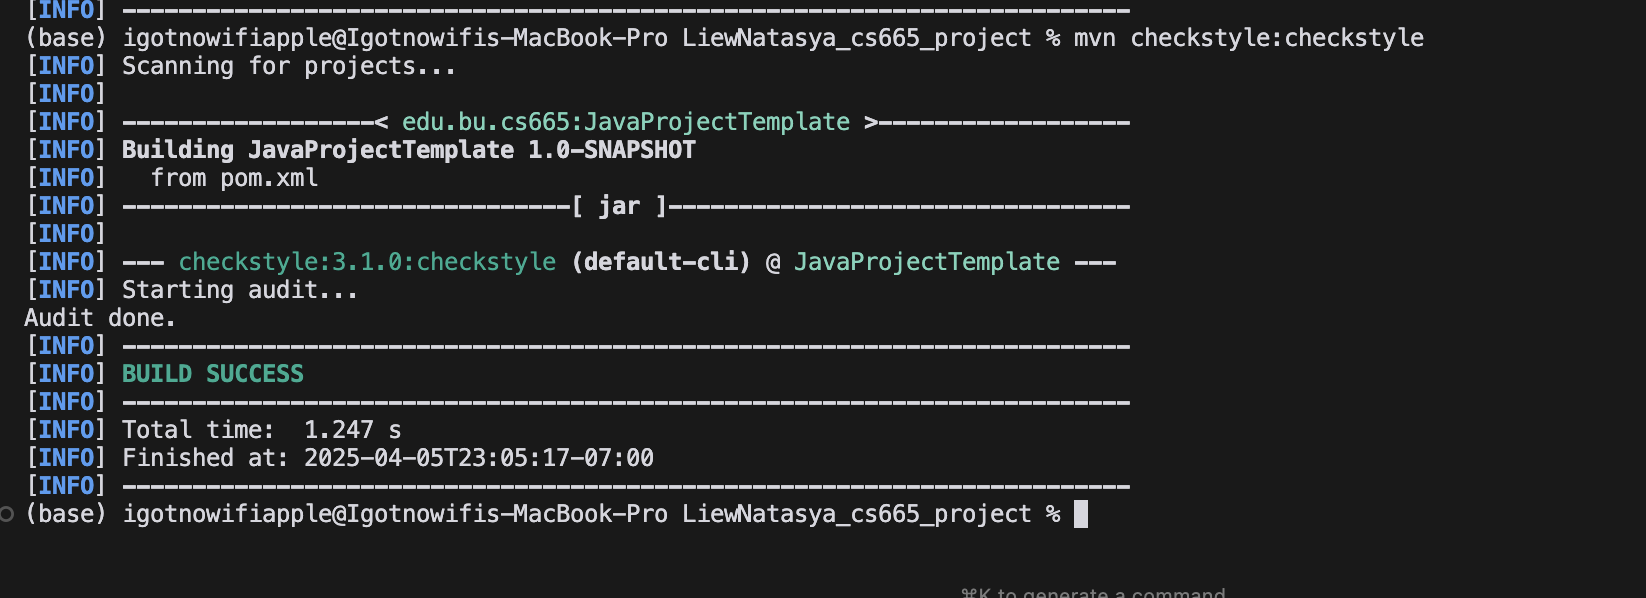 [INFO] ------------------------------------------------------------------------
(base) igotnowifiapple@Igotnowifis-MacBook-Pro LiewNatasya_cs665_project % mvn checkstyle:checkstyle
[INFO] Scanning for projects...
[INFO]
[INFO] ------------------< edu.bu.cs665:JavaProjectTemplate >------------------
[INFO] Building JavaProjectTemplate 1.0-SNAPSHOT
[INFO]   from pom.xml
[INFO] --------------------------------[ jar ]---------------------------------
[INFO]
[INFO] --- checkstyle:3.1.0:checkstyle (default-cli) @ JavaProjectTemplate ---
[INFO] Starting audit...
Audit done.
[INFO] ------------------------------------------------------------------------
[INFO] BUILD SUCCESS
[INFO] ------------------------------------------------------------------------
[INFO] Total time:  1.247 s
[INFO] Finished at: 2025-04-05T23:05:17-07:00
[INFO] ------------------------------------------------------------------------
(base) igotnowifiapple@Igotnowifis-MacBook-Pro LiewNatasya_cs665_project %
⌘K to generate a command